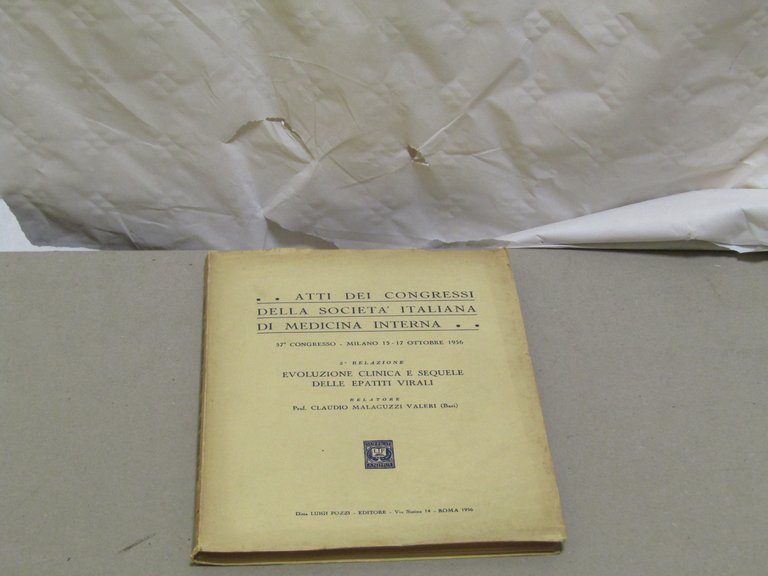 . . ATTI DEI CONGRESSI
DELLA SOCIETA' ITALIANA
DI MEDICINA INTERNA . .
57º CONGRESSO - MILANO 15 - 17 OTTOBRE 1956
2ª RELAZIONE
EVOLUZIONE CLINICA E SEQUELE
DELLE EPATITI VIRALI
RELATORE
Prof. CLAUDIO MALAGUZZI VALERI (Bari)
Ditta LUIGI POZZI - EDITORE - Via Sistina 14 - ROMA 1956